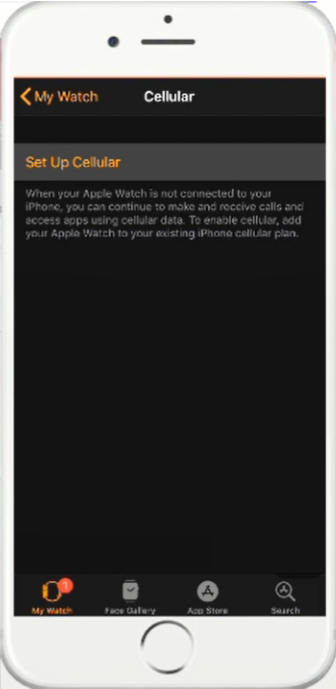 My Watch
Cellular
Set Up Cellular
When your Apple Watch is not connected to your
iPhone, you can continue to make and receive calls and
access apps using cellular data. To enable cellular, add
your Apple Watch to your existing iPhone cellular plan.
1
My Watch
Face Gallery
App Store
Search